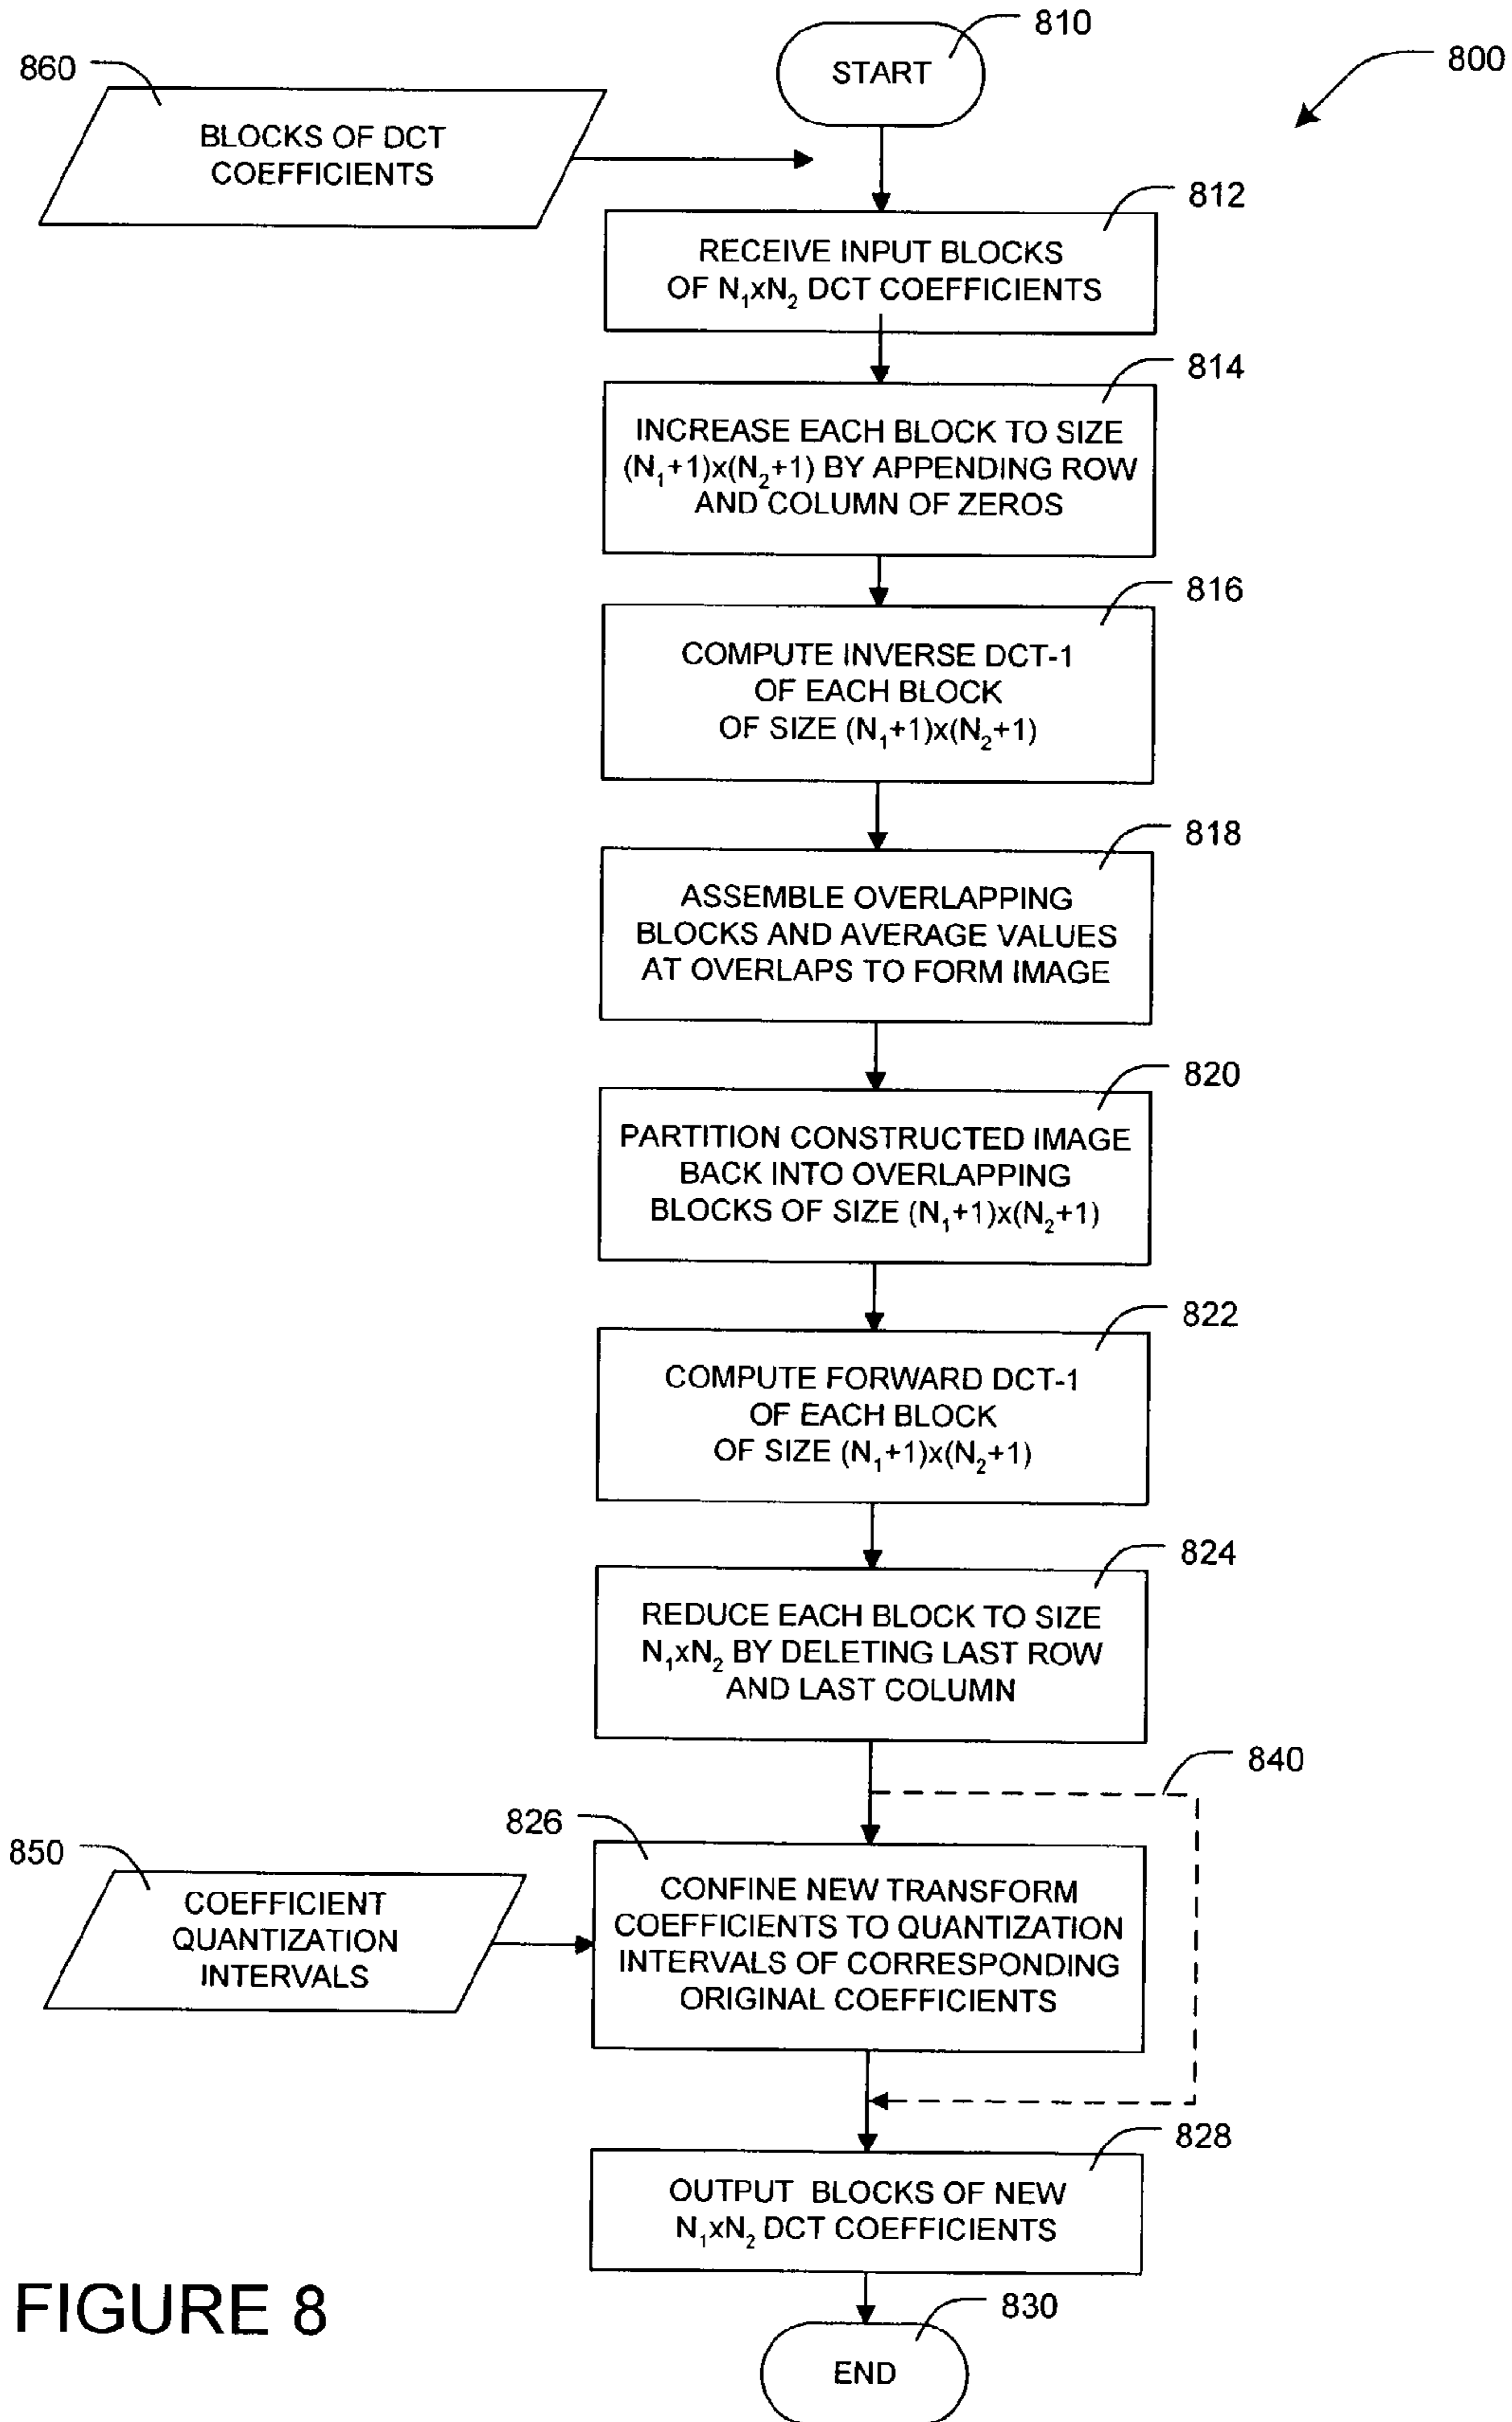 810
START
800
860
BLOCKS OF DCT
COEFFICIENTS
812
RECEIVE INPUT BLOCKS
OF N₁xN₂ DCT COEFFICIENTS
814
INCREASE EACH BLOCK TO SIZE
(N₁+1)x(N₂+1) BY APPENDING ROW
AND COLUMN OF ZEROS
816
COMPUTE INVERSE DCT-1
OF EACH BLOCK
OF SIZE (N₁+1)x(N₂+1)
818
ASSEMBLE OVERLAPPING
BLOCKS AND AVERAGE VALUES
AT OVERLAPS TO FORM IMAGE
820
PARTITION CONSTRUCTED IMAGE
BACK INTO OVERLAPPING
BLOCKS OF SIZE (N₁+1)x(N₂+1)
822
COMPUTE FORWARD DCT-1
OF EACH BLOCK
OF SIZE (N₁+1)x(N₂+1)
824
REDUCE EACH BLOCK TO SIZE
N₁xN₂ BY DELETING LAST ROW
AND LAST COLUMN
840
826
850
COEFFICIENT
QUANTIZATION
INTERVALS
CONFINE NEW TRANSFORM
COEFFICIENTS TO QUANTIZATION
INTERVALS OF CORRESPONDING
ORIGINAL COEFFICIENTS
828
OUTPUT BLOCKS OF NEW
N₁xN₂ DCT COEFFICIENTS
830
END
FIGURE 8